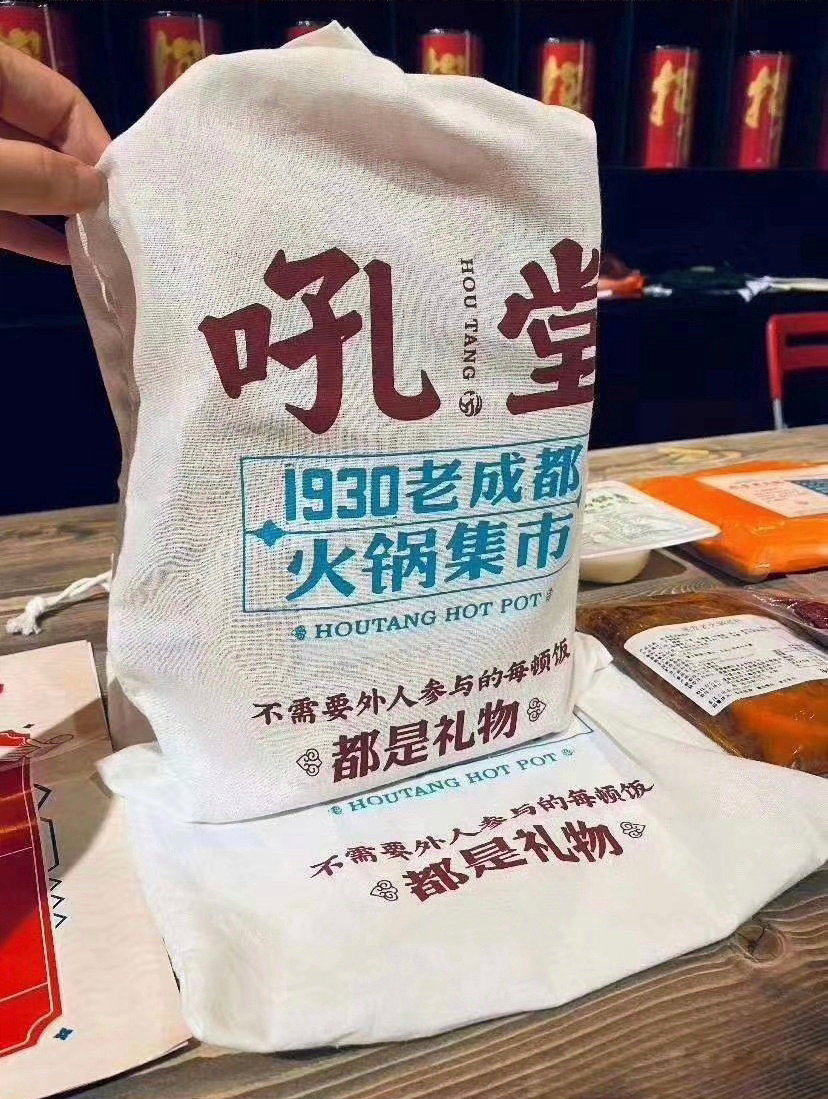 吼堂
HOU TANG
1930老成都
火锅集市
HOUTANG HOT POT
不需要外人参与的每顿饭
都是礼物
HOUTANG HOT POT
不需要外人参与的每顿饭
都是礼物